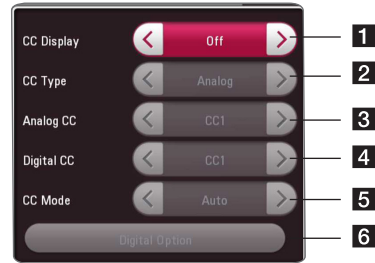 CC Display Off 1
CC Type Analog 2
Analog CC CC1 3
Digital CC CC1 4
CC Mode Auto 5
Digital Option 6